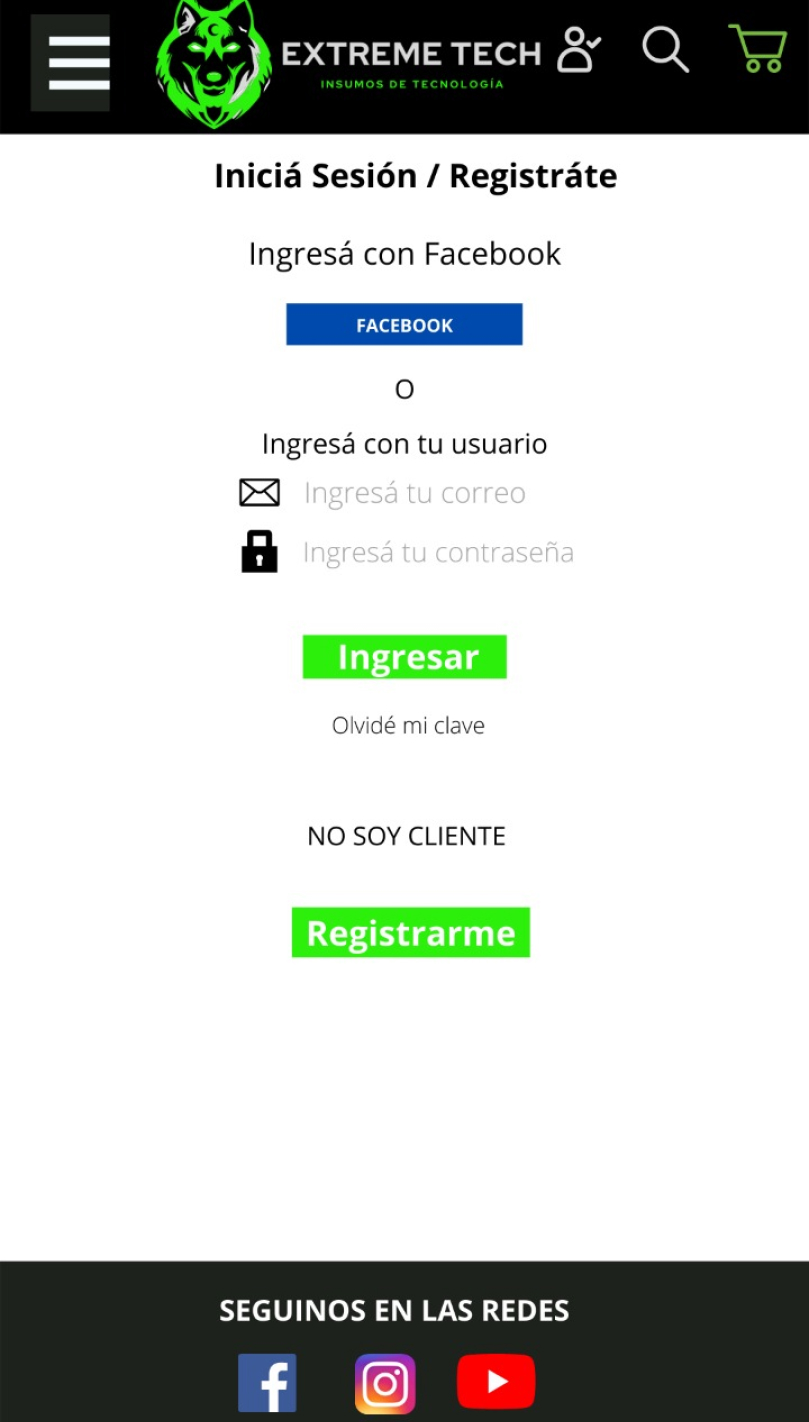 EXTREME TECH
INSUMOS DE TECNOLOGÍA
Iniciá Sesión / Registráte
Ingresá con Facebook
FACEBOOK
O
Ingresá con tu usuario
Ingresá tu correo
Ingresá tu contraseña
Ingresar
Olvidé mi clave
NO SOY CLIENTE
Registrarme
SEGUINOS EN LAS REDES